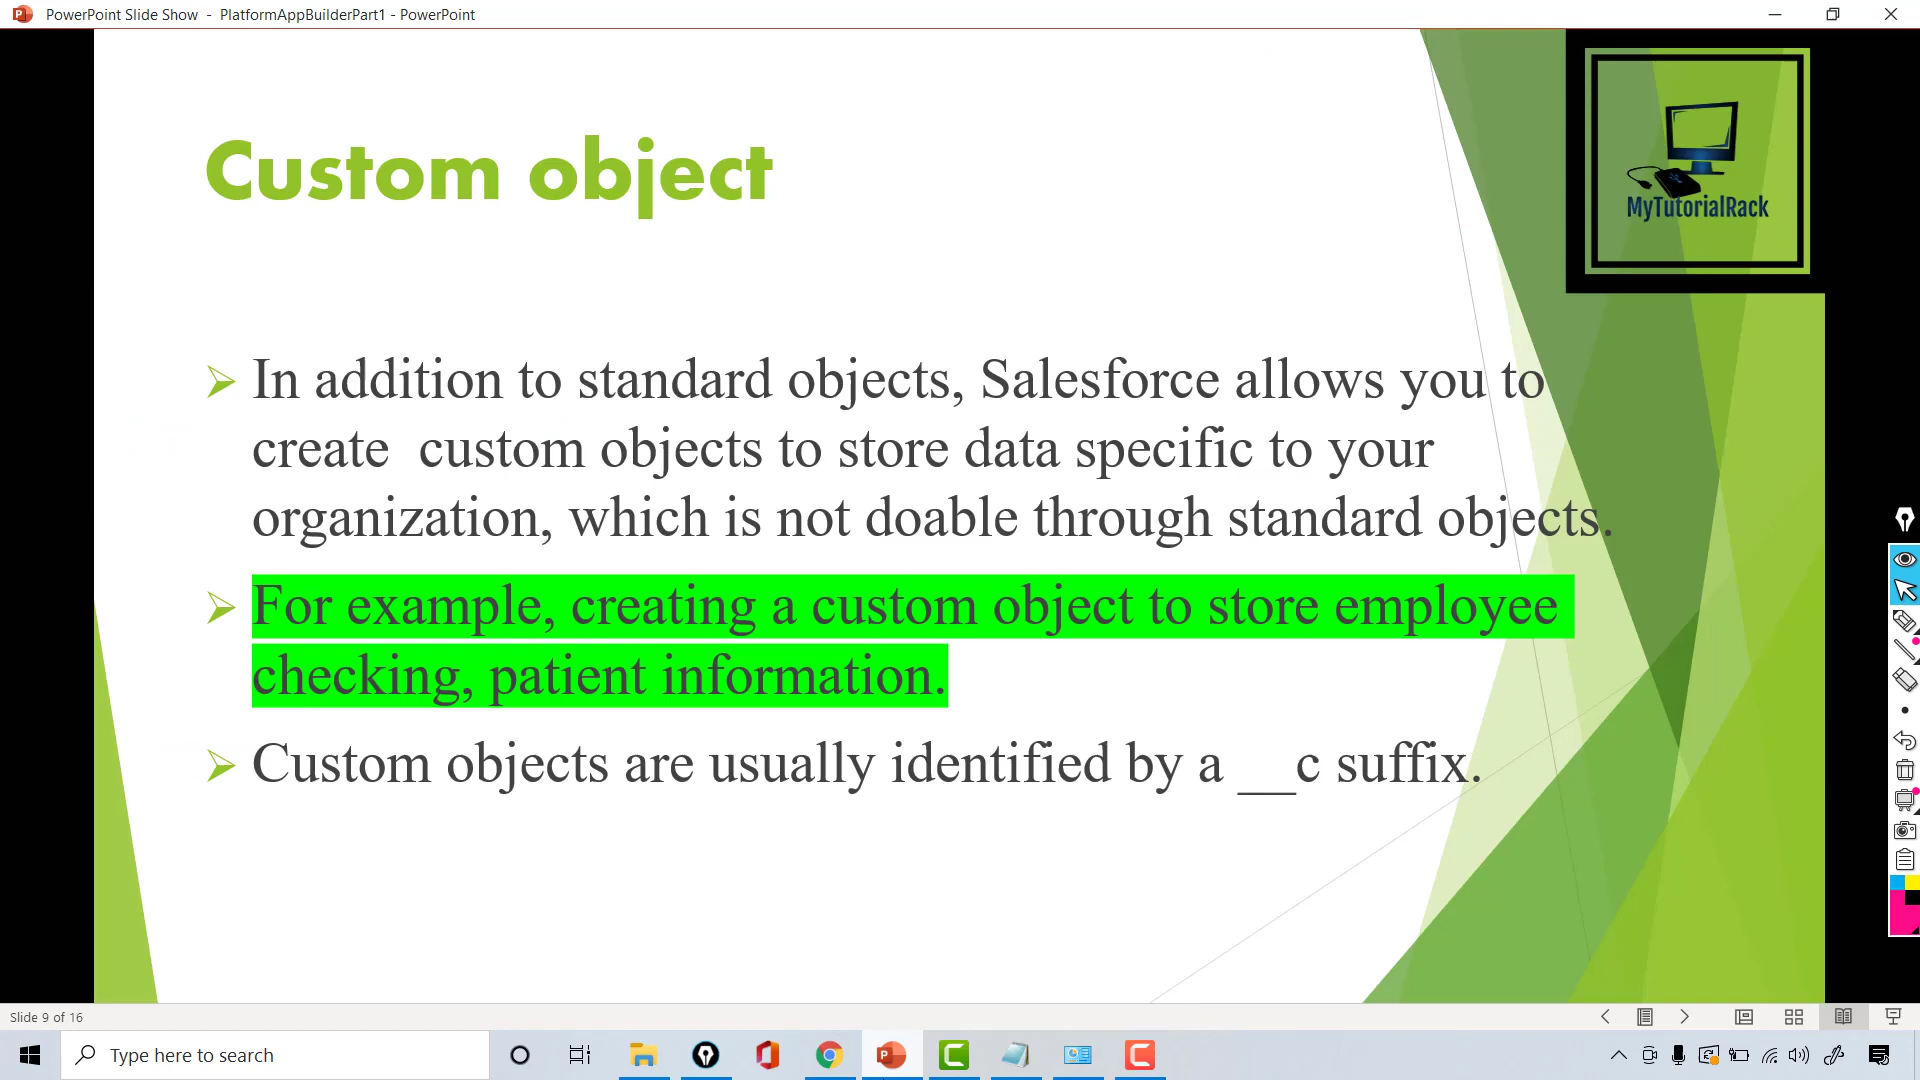 PowerPoint Slide Show - PlatformAppBuilderPart1 - PowerPoint
MyTutorialRack
Custom object
In addition to standard objects, Salesforce allows you to
create custom objects to store data specific to your
organization, which is not doable through standard objects.
For example, creating a custom object to store employee
checking, patient information.
Custom objects are usually identified by a __c suffix.
Slide 9 of 16
Type here to search